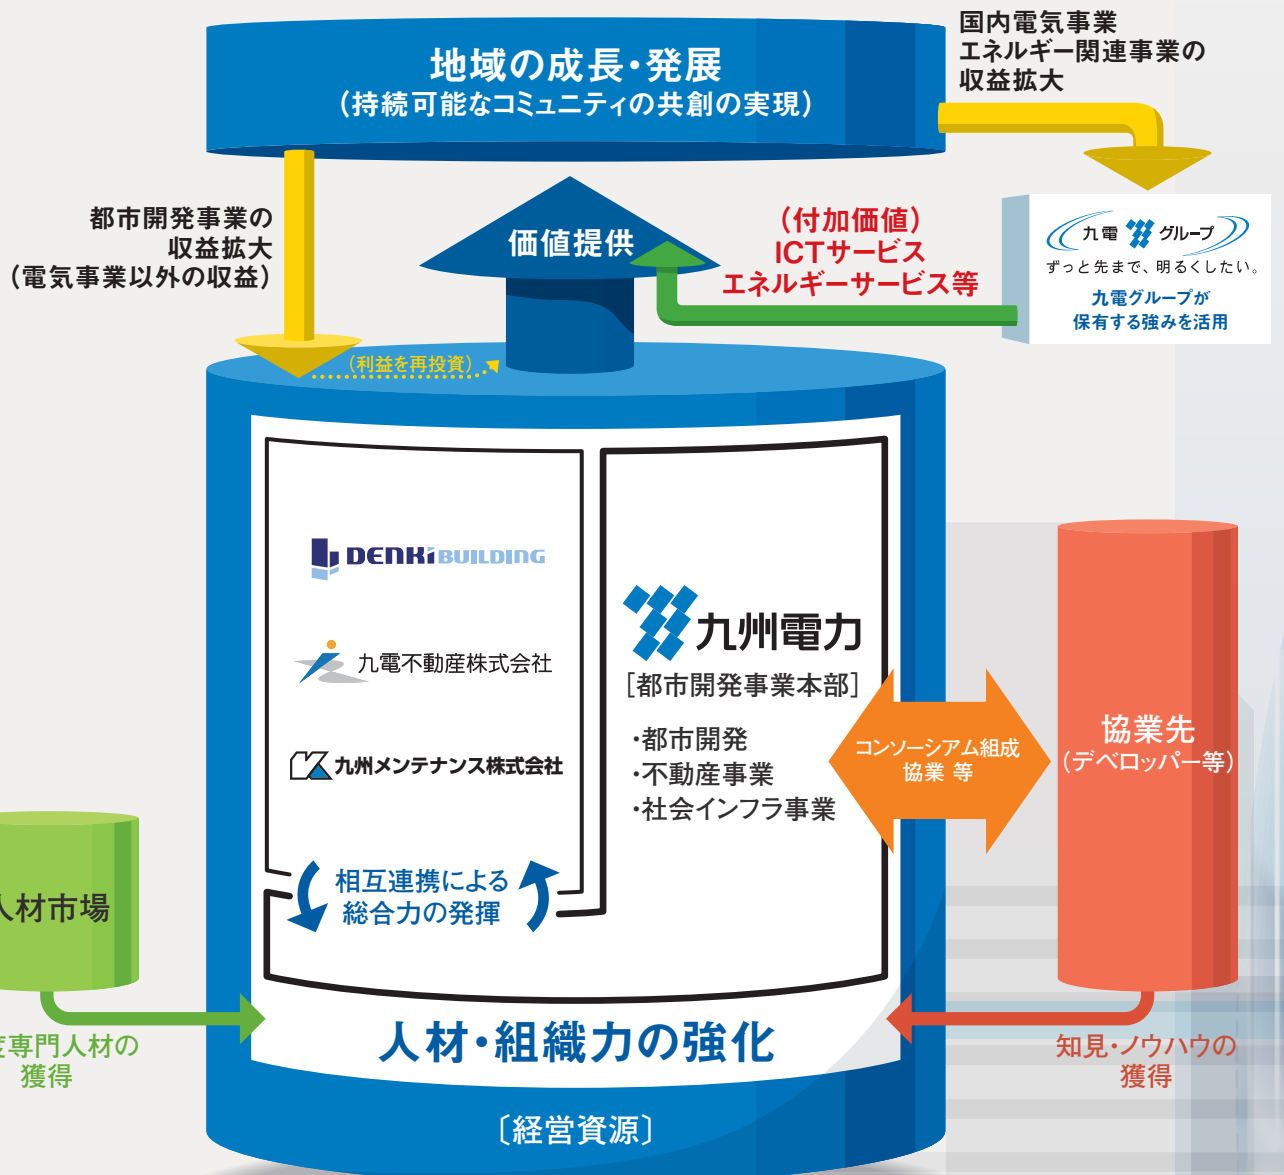 国内電気事業
エネルギー関連事業の
収益拡大
地域の成長・発展
(持続可能なコミュニティの共創の実現)
都市開発事業の
収益拡大
(電気事業以外の収益)
価値提供
(付加価値)
ICTサービス
エネルギーサービス等
九電 グループ
ずっと先まで、明るくしたい。
九電グループが
保有する強みを活用
(利益を再投資)
DENKi BUILDING
九電不動産株式会社
九州メンテナンス株式会社
九州電力
[都市開発事業本部]
・都市開発
・不動産事業
・社会インフラ事業
コンソーシアム組成
協業 等
協業先
(デベロッパー等)
相互連携による
総合力の発揮
人材市場
人材・組織力の強化
度専門人材の
獲得
知見・ノウハウの
獲得
〔経営資源〕